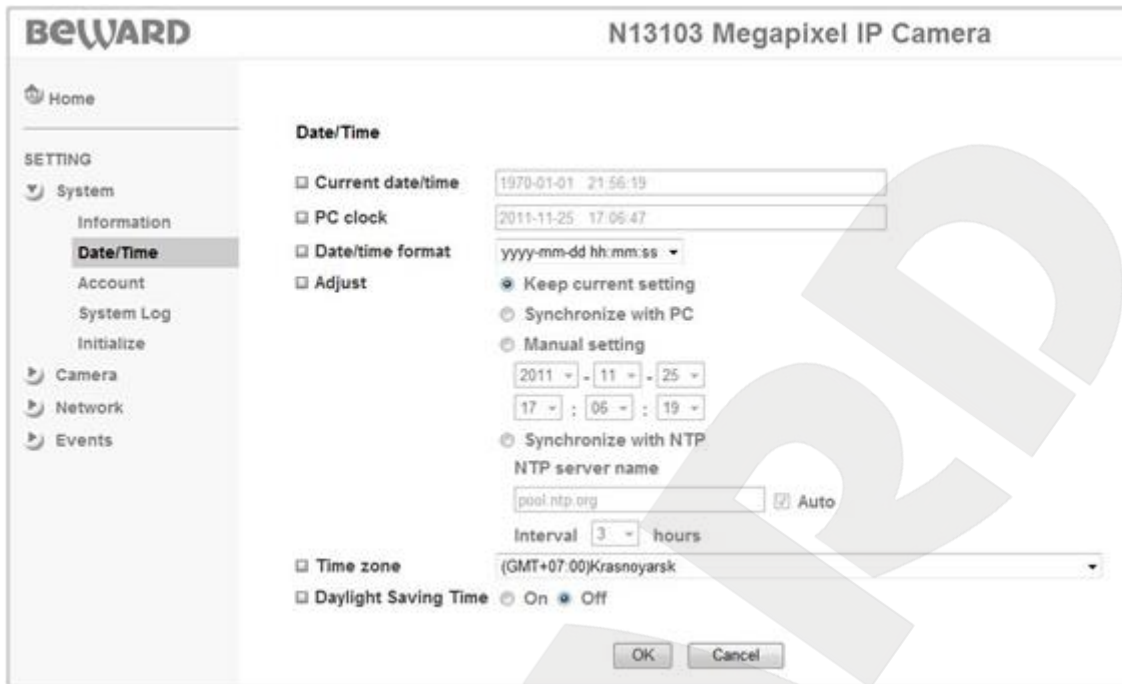 BEWARD
N13103 Megapixel IP Camera
Home
SETTING
System
Information
Date/Time
Account
System Log
Initialize
Camera
Network
Events
Date/Time
Current date/time 1970-01-01 21:56:19
PC clock 2011-11-25 17:06:47
Date/time format yyyy-mm-dd hh:mm:ss
Adjust Keep current setting
Synchronize with PC
Manual setting
2011 - 11 - 25
17 : 06 : 19
Synchronize with NTP
NTP server name
pool.ntp.org Auto
Interval 3 hours
Time zone (GMT+07:00)Krasnoyarsk
Daylight Saving Time On Off
OK Cancel
ARD